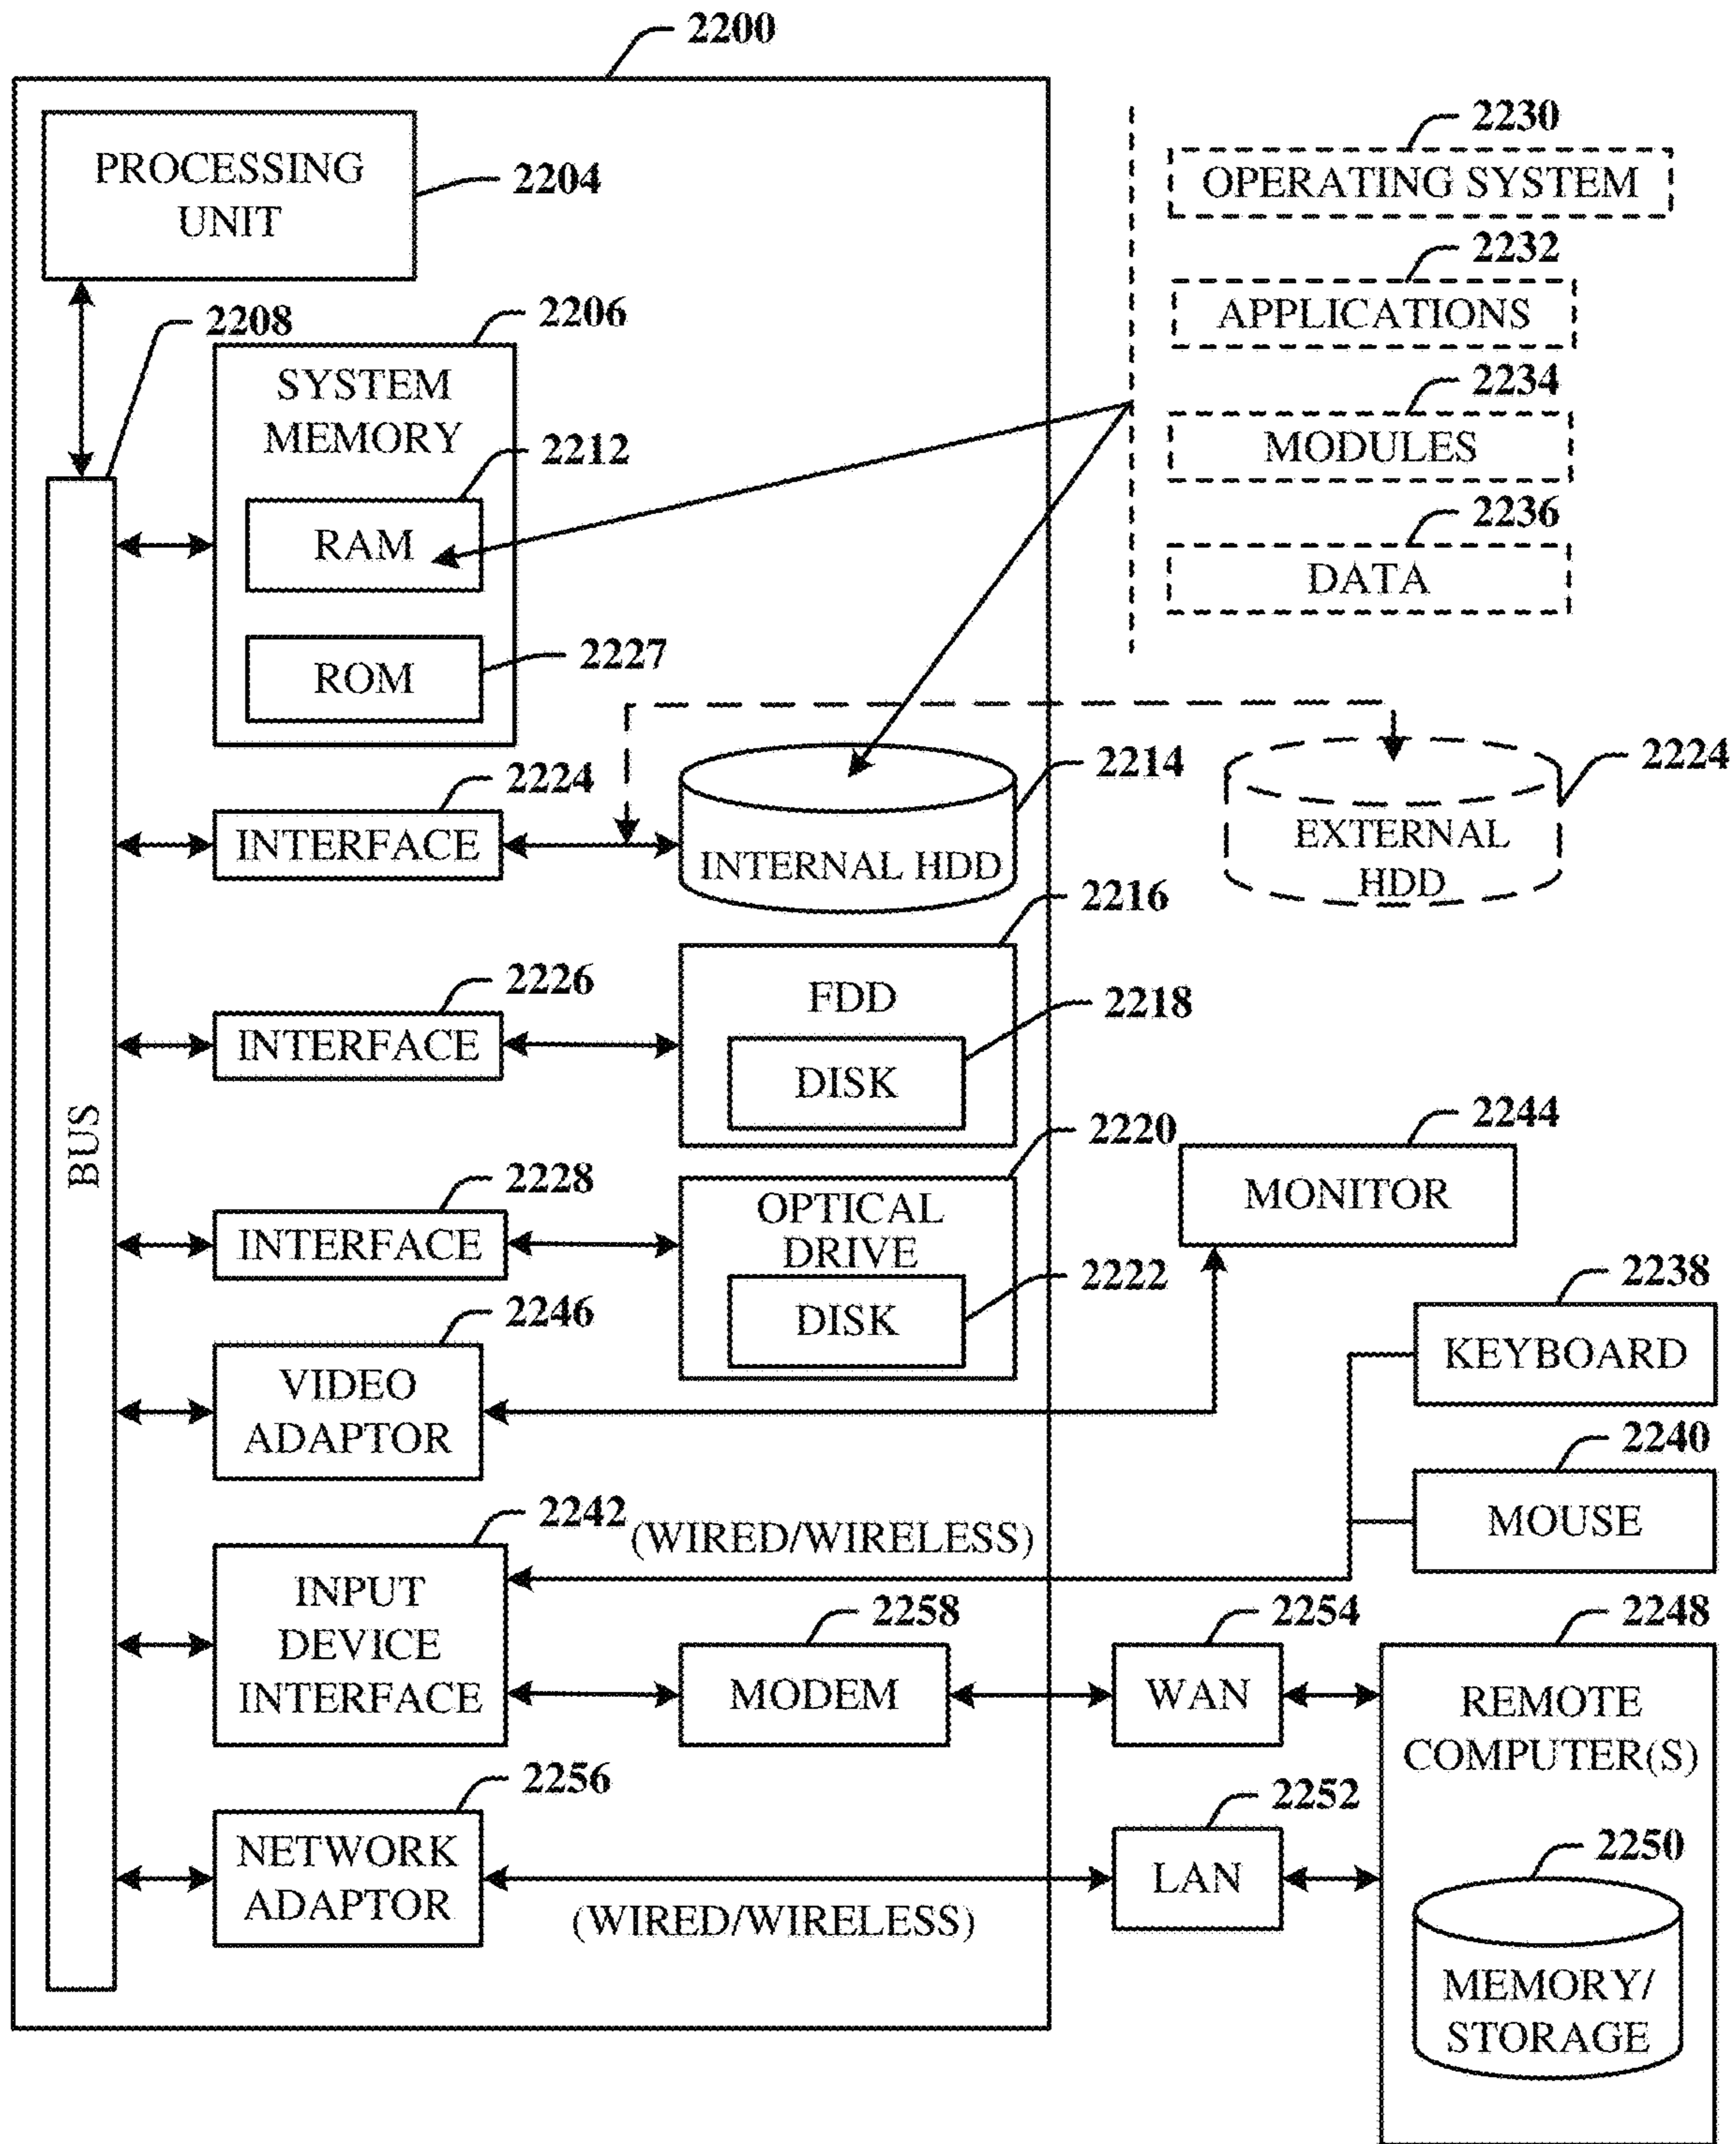 2200
PROCESSING
UNIT
2204
2230
OPERATING SYSTEM
2232
APPLICATIONS
2234
MODULES
2236
DATA
2208
2206
SYSTEM
MEMORY
2212
RAM
2227
ROM
2224
INTERFACE
2214
INTERNAL HDD
2224
EXTERNAL
HDD
2216
FDD
2226
INTERFACE
2218
DISK
BUS
2220
OPTICAL
DRIVE
2228
INTERFACE
2222
DISK
2244
MONITOR
2238
KEYBOARD
2246
VIDEO
ADAPTOR
2240
MOUSE
2242
(WIRED/WIRELESS)
INPUT
DEVICE
INTERFACE
2258
MODEM
2254
WAN
2248
REMOTE
COMPUTER(S)
2256
NETWORK
ADAPTOR
(WIRED/WIRELESS)
2252
LAN
2250
MEMORY/
STORAGE